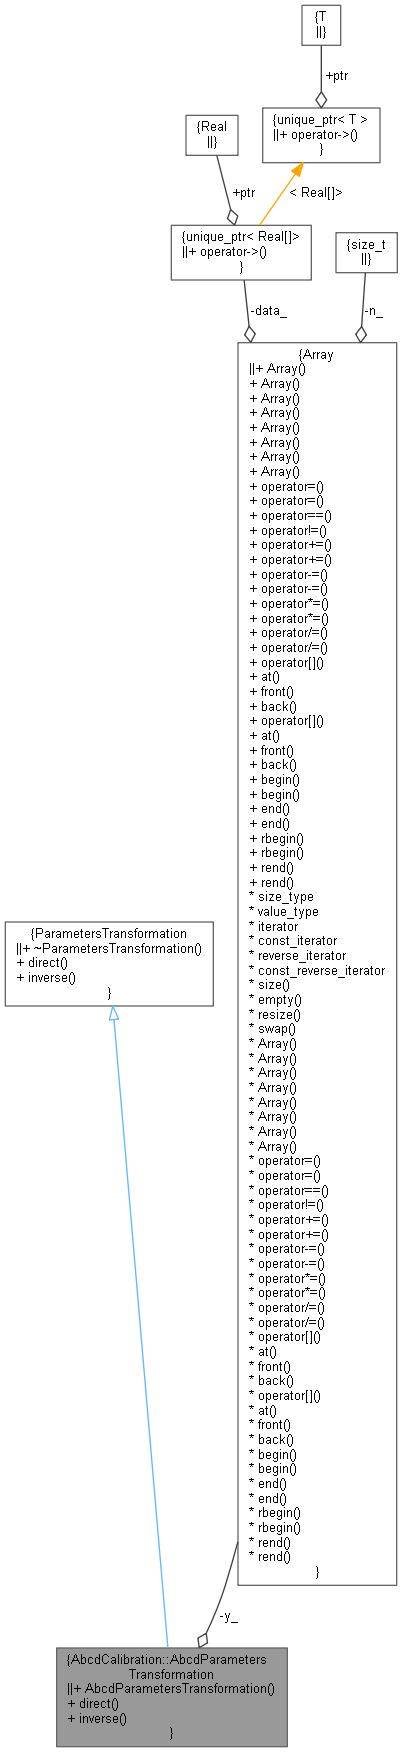 {T
||}
+ptr
{unique_ptr< T >
||+ operator->()
}
{Real
||}
+ptr
< Real[]>
{unique_ptr< Real[]>
||+ operator->()
}
{size_t
||}
-data_
-n_
{Array
||+ Array()
+ Array()
+ Array()
+ Array()
+ Array()
+ Array()
+ Array()
+ Array()
+ operator=()
+ operator=()
+ operator==()
+ operator!=()
+ operator+=()
+ operator+=()
+ operator-=()
+ operator-=()
+ operator*=()
+ operator*=()
+ operator/=()
+ operator/=()
+ operator[]()
+ at()
+ front()
+ back()
+ operator[]()
+ at()
+ front()
+ back()
+ begin()
+ begin()
+ end()
+ end()
+ rbegin()
+ rbegin()
+ rend()
+ rend()
* size_type
* value_type
* iterator
* const_iterator
* reverse_iterator
* const_reverse_iterator
* size()
* empty()
* resize()
* swap()
* Array()
* Array()
* Array()
* Array()
* Array()
* Array()
* Array()
* Array()
* operator=()
* operator=()
* operator==()
* operator!=()
* operator+=()
* operator+=()
* operator-=()
* operator-=()
* operator*=()
* operator*=()
* operator/=()
* operator/=()
* operator[]()
* at()
* front()
* back()
* operator[]()
* at()
* front()
* back()
* begin()
* begin()
* end()
* end()
* rbegin()
* rbegin()
* rend()
* rend()
}
{ParametersTransformation
||+ ~ParametersTransformation()
+ direct()
+ inverse()
}
-y_
{AbcdCalibration::AbcdParameters
Transformation
||+ AbcdParametersTransformation()
+ direct()
+ inverse()
}